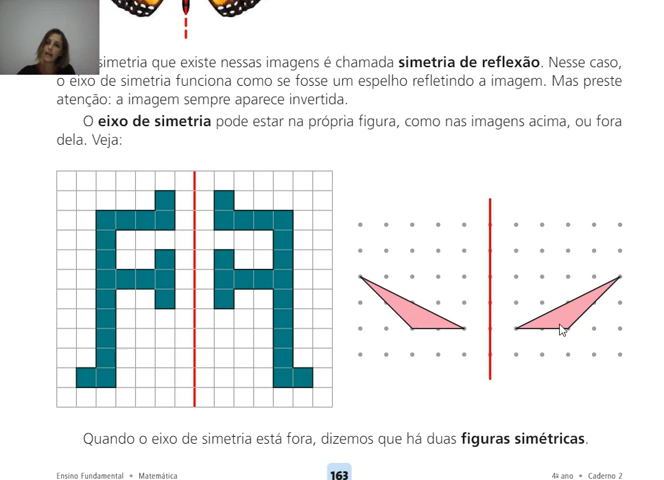 simetria que existe nessas imagens é chamada simetria de reflexão. Nesse caso,
o eixo de simetria funciona como se fosse um espelho refletindo a imagem. Mas preste
atenção: a imagem sempre aparece invertida.
O eixo de simetria pode estar na própria figura, como nas imagens acima, ou fora
dela. Veja:
Quando o eixo de simetria está fora, dizemos que há duas figuras simétricas.
Ensino Fundamental • Matemática
163
4º ano • Caderno 2